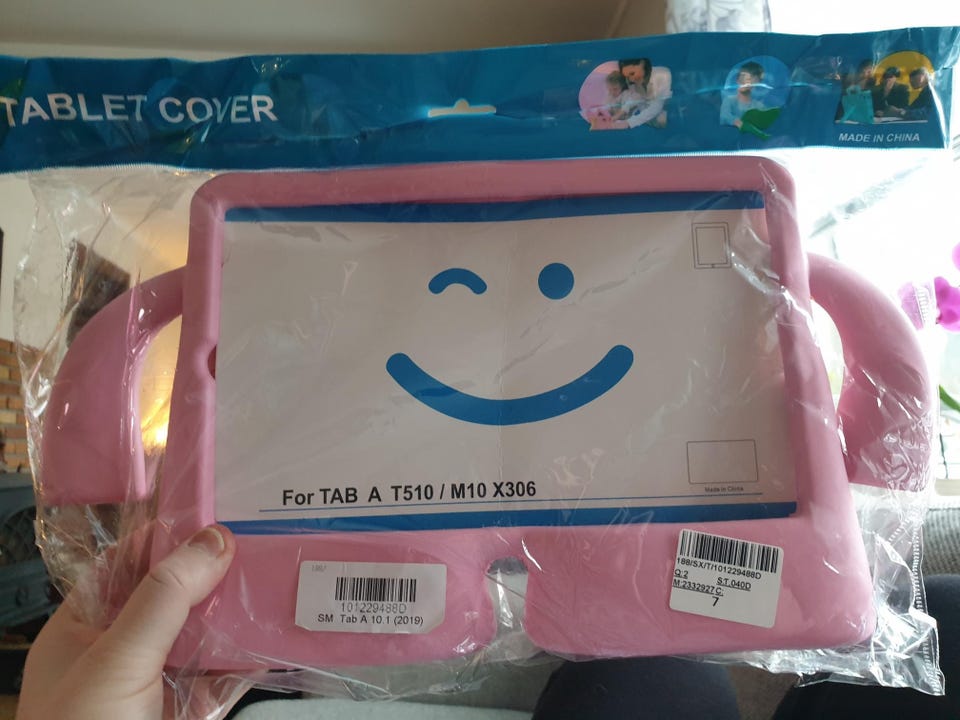 TABLET COVER
MADE IN CHINA
Made in China
For TAB A T510 / M10 X306
188/SX/T/101229488D
Q:2 S.T.040D
M:2332927C:
7
101229488D
SM Tab A 10.1 (2019)